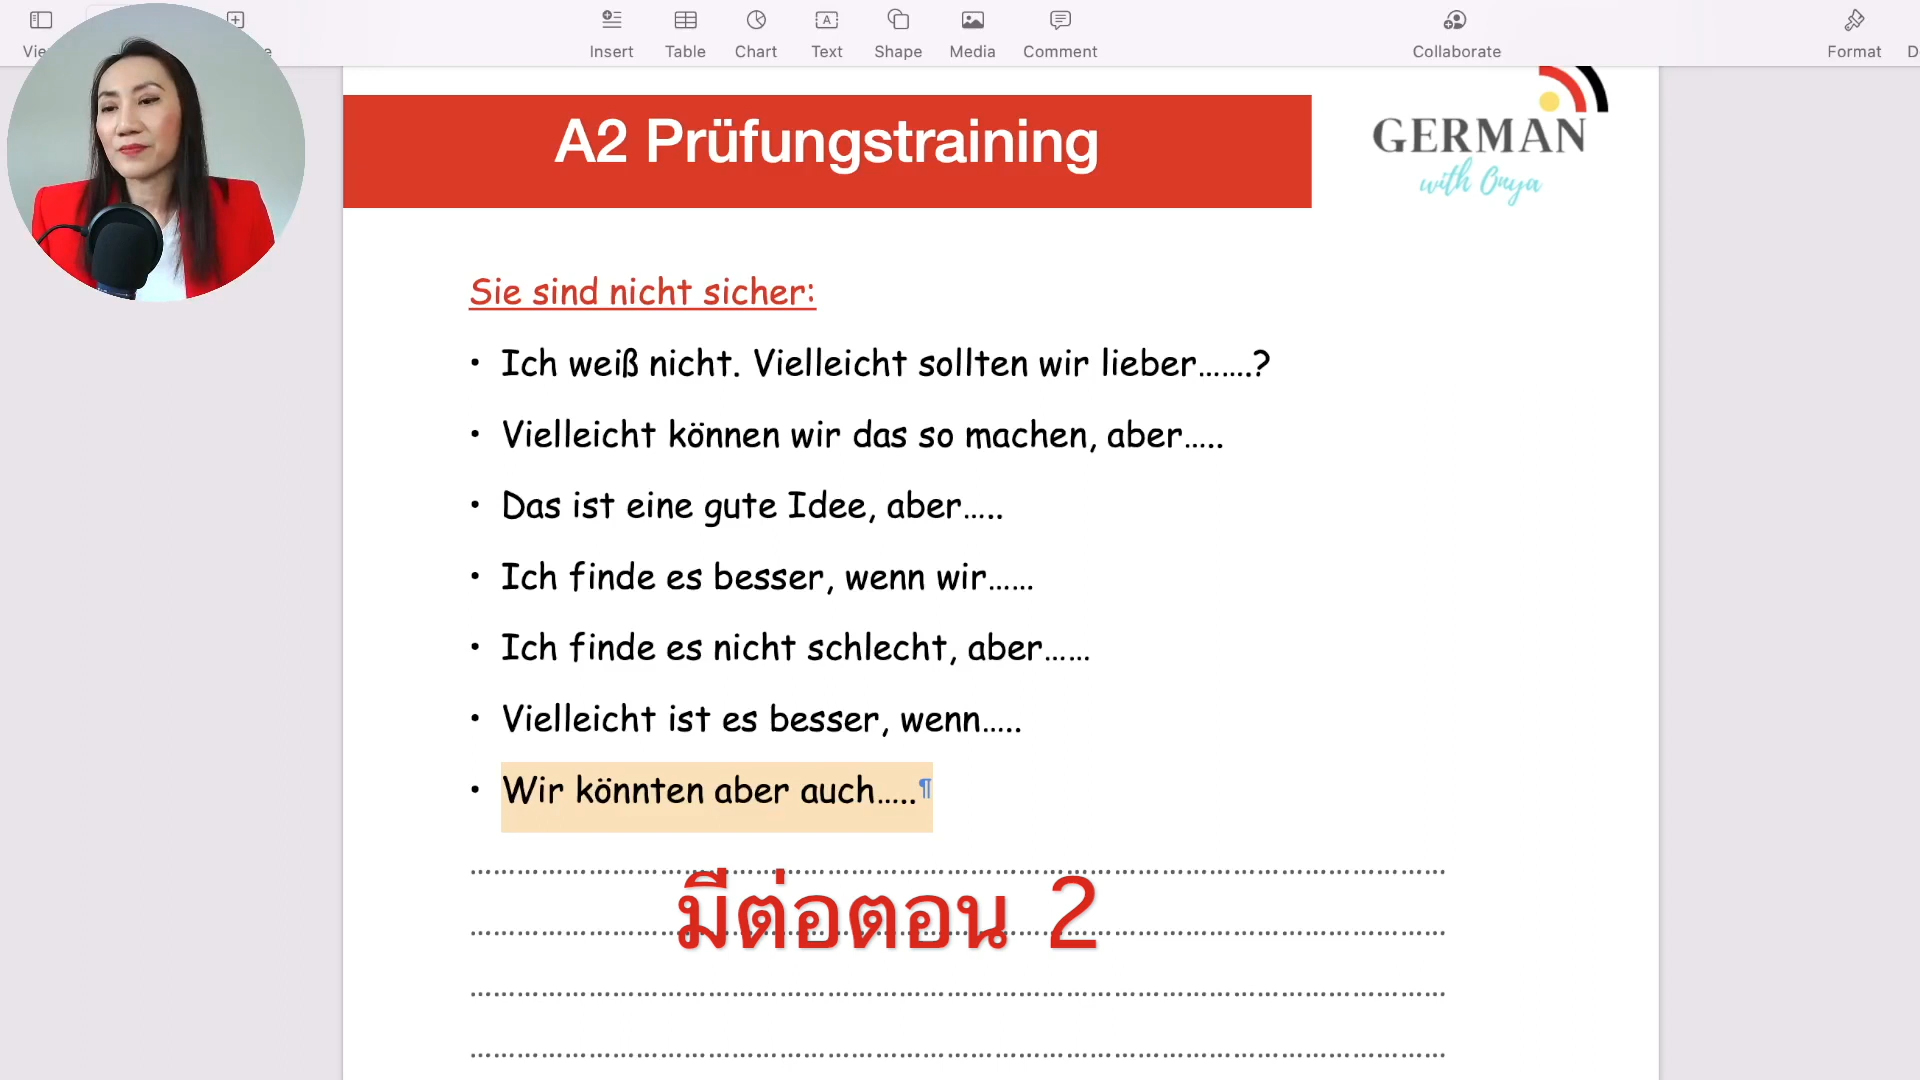 Insert
Table
Chart
Text
Shape
Media
Comment
Collaborate
Format
A2 Prüfungstraining
GERMAN
with Onya
Sie sind nicht sicher:
• Ich weiß nicht. Vielleicht sollten wir lieber…….?
• Vielleicht können wir das so machen, aber…..
• Das ist eine gute Idee, aber…..
• Ich finde es besser, wenn wir……
• Ich finde es nicht schlecht, aber……
• Vielleicht ist es besser, wenn…..
• Wir könnten aber auch…..¶
มีต่อตอน 2